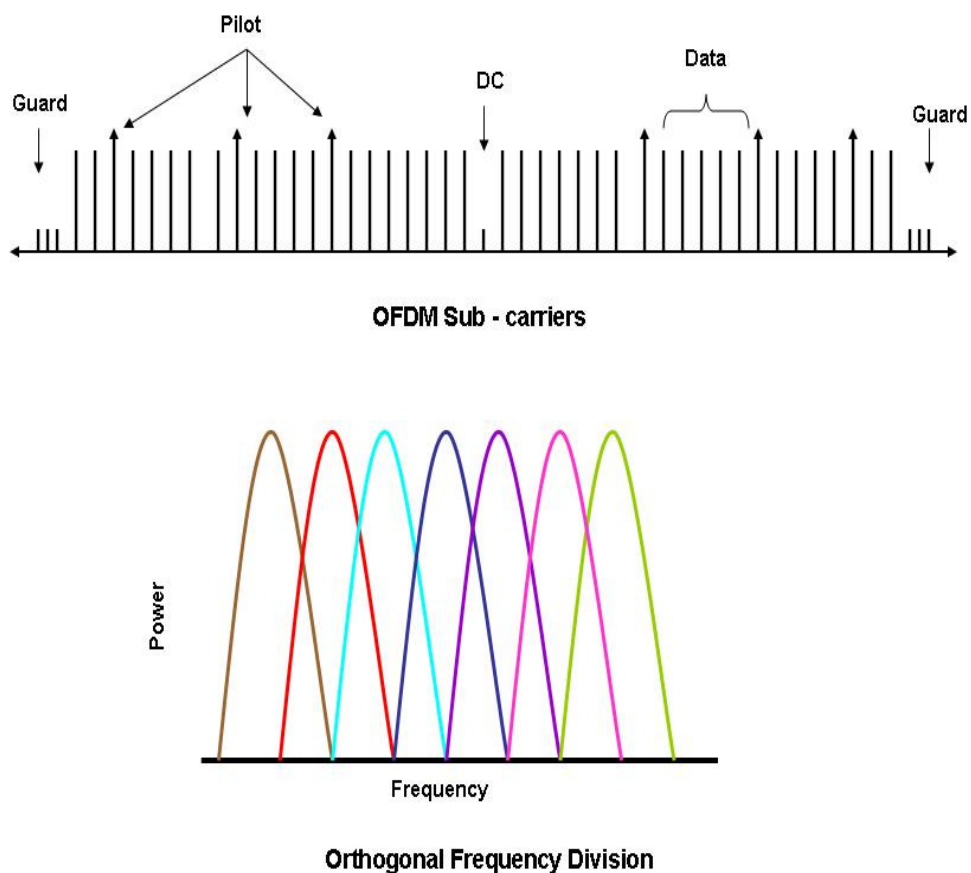 Pilot
Data
DC
Guard
Guard
OFDM Sub - carriers
Power
Frequency
Orthogonal Frequency Division